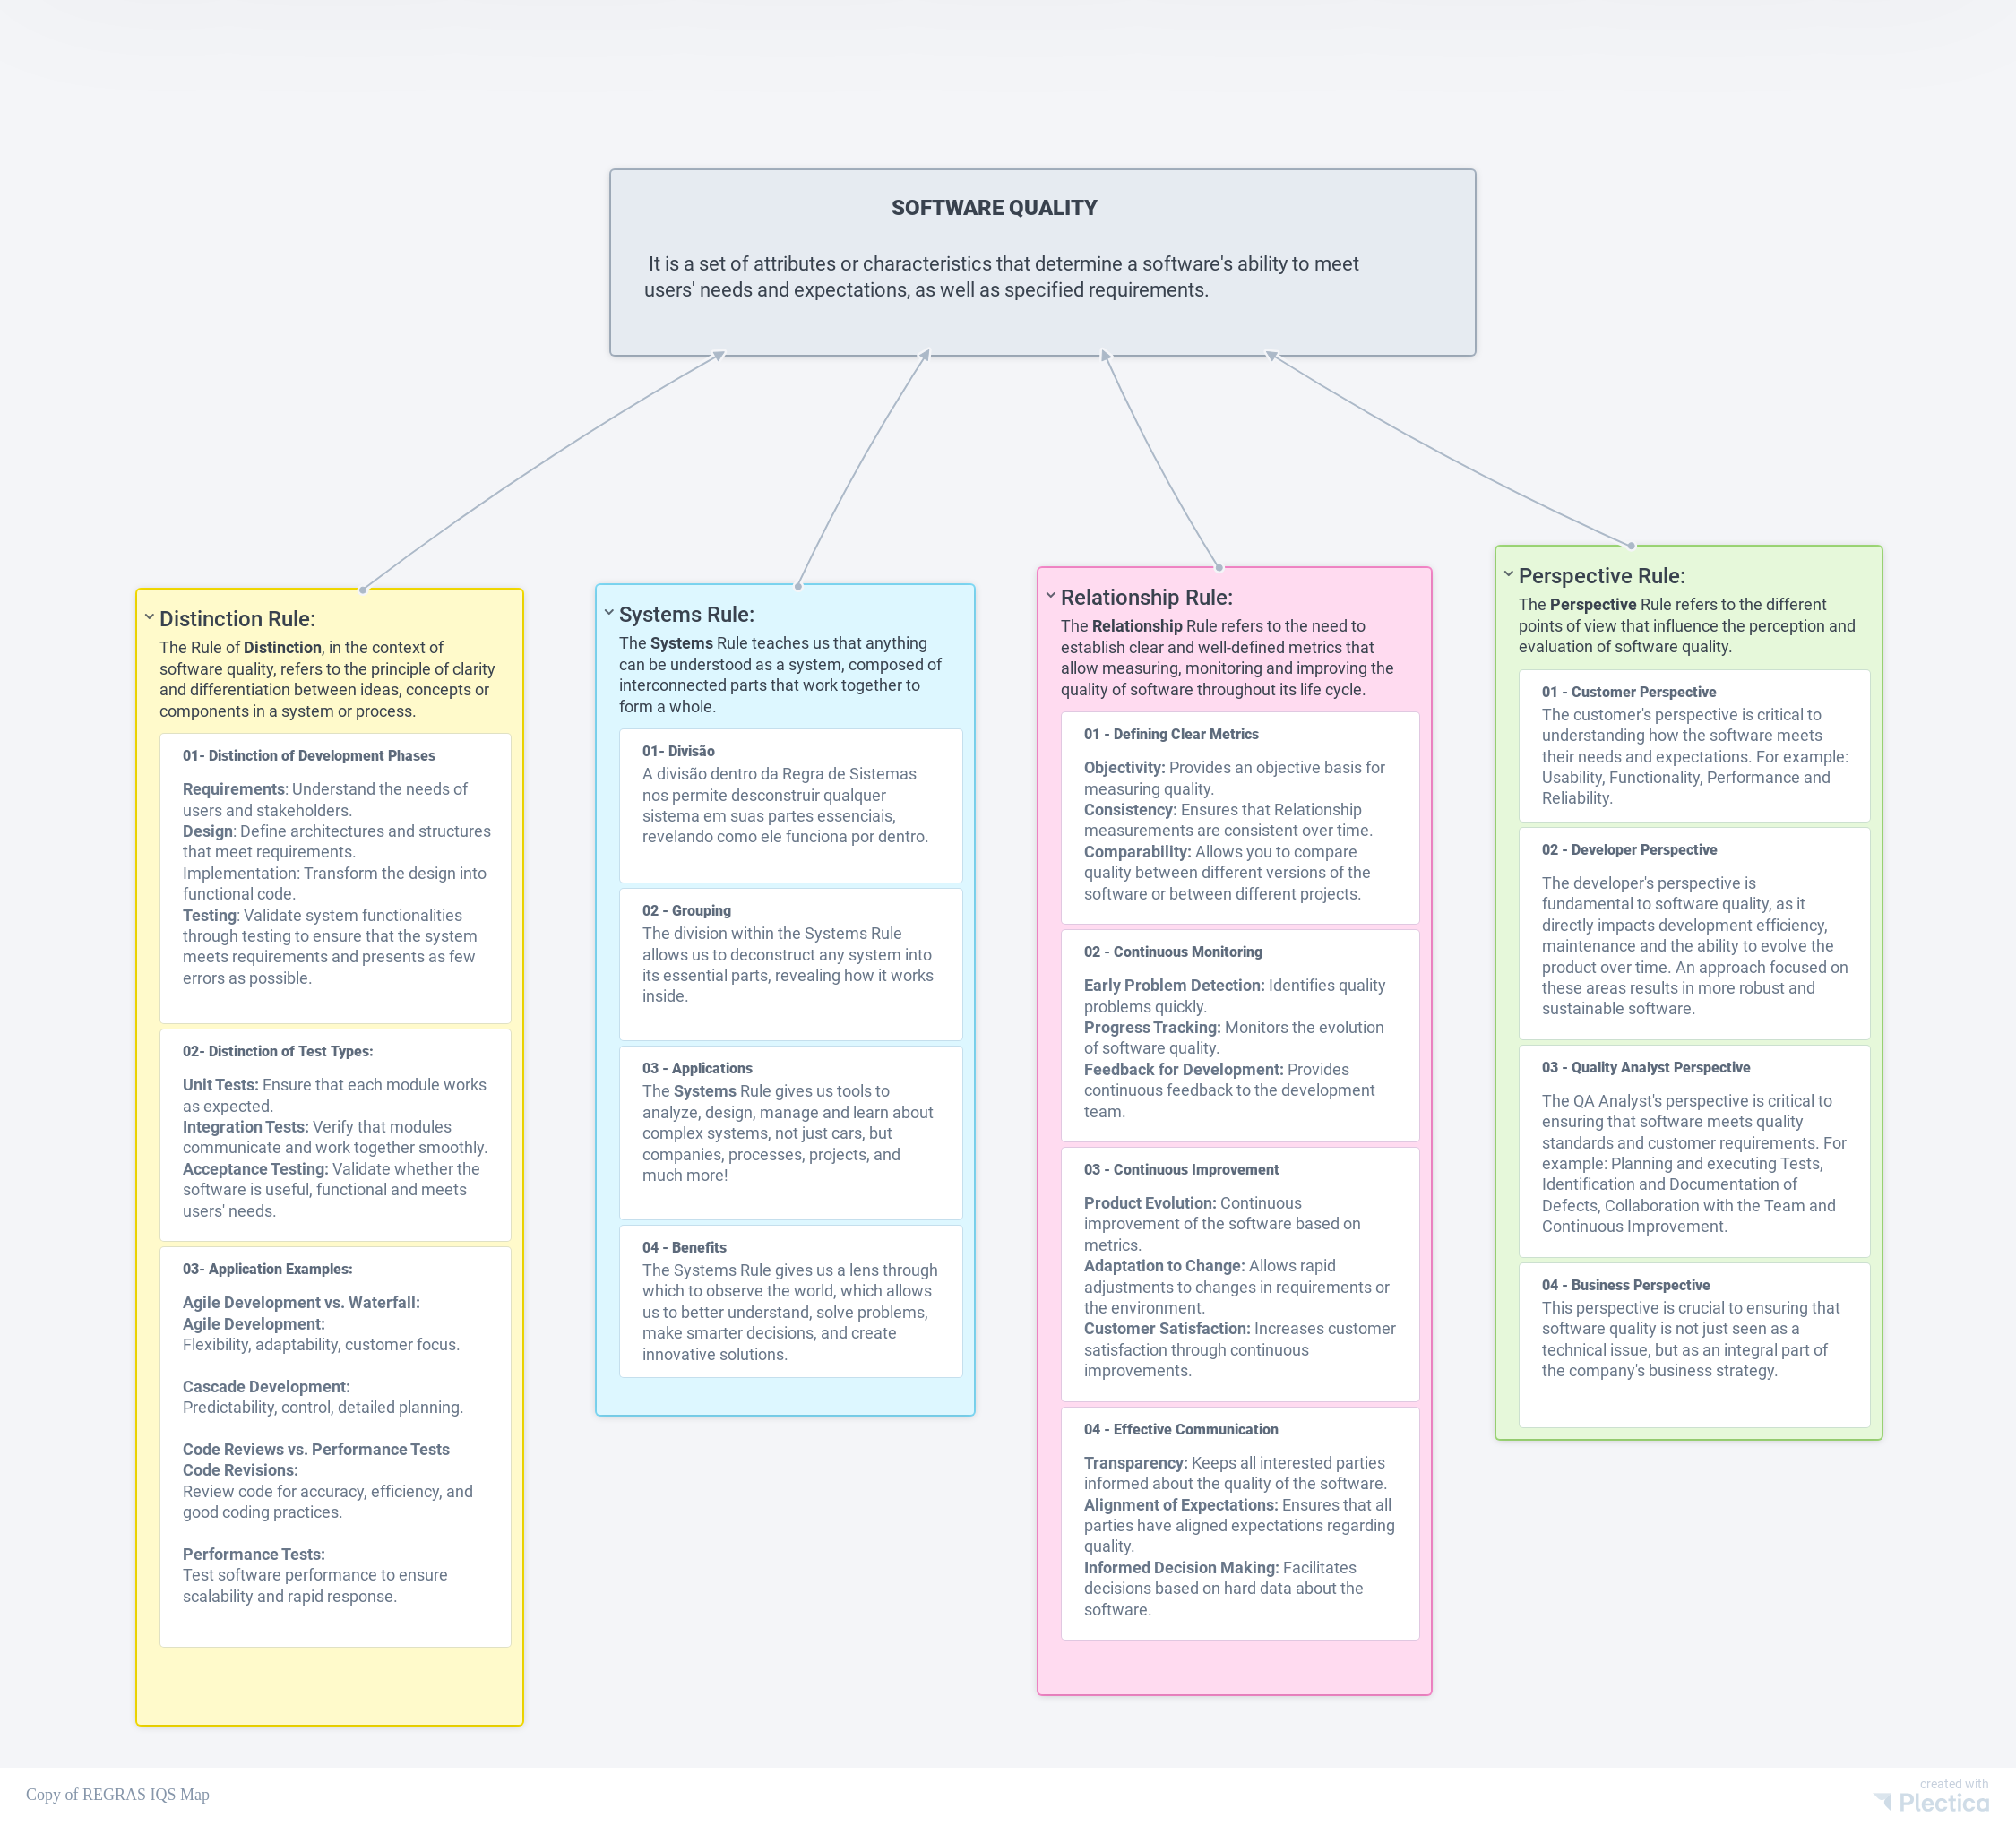 SOFTWARE QUALITY
It is a set of attributes or characteristics that determine a software's ability to meet
users' needs and expectations, as well as specified requirements.
Distinction Rule:
The Rule of Distinction, in the context of
software quality, refers to the principle of clarity
and differentiation between ideas, concepts or
components in a system or process.
01- Distinction of Development Phases
Requirements: Understand the needs of
users and stakeholders.
Design: Define architectures and structures
that meet requirements.
Implementation: Transform the design into
functional code.
Testing: Validate system functionalities
through testing to ensure that the system
meets requirements and presents as few
errors as possible.
02- Distinction of Test Types:
Unit Tests: Ensure that each module works
as expected.
Integration Tests: Verify that modules
communicate and work together smoothly.
Acceptance Testing: Validate whether the
software is useful, functional and meets
users' needs.
03- Application Examples:
Agile Development vs. Waterfall:
Agile Development:
Flexibility, adaptability, customer focus.
Cascade Development:
Predictability, control, detailed planning.
Code Reviews vs. Performance Tests
Code Revisions:
Review code for accuracy, efficiency, and
good coding practices.
Performance Tests:
Test software performance to ensure
scalability and rapid response.
Systems Rule:
The Systems Rule teaches us that anything
can be understood as a system, composed of
interconnected parts that work together to
form a whole.
01- Divisão
A divisão dentro da Regra de Sistemas
nos permite desconstruir qualquer
sistema em suas partes essenciais,
revelando como ele funciona por dentro.
02 - Grouping
The division within the Systems Rule
allows us to deconstruct any system into
its essential parts, revealing how it works
inside.
03 - Applications
The Systems Rule gives us tools to
analyze, design, manage and learn about
complex systems, not just cars, but
companies, processes, projects, and
much more!
04 - Benefits
The Systems Rule gives us a lens through
which to observe the world, which allows
us to better understand, solve problems,
make smarter decisions, and create
innovative solutions.
Relationship Rule:
The Relationship Rule refers to the need to
establish clear and well-defined metrics that
allow measuring, monitoring and improving the
quality of software throughout its life cycle.
01 - Defining Clear Metrics
Objectivity: Provides an objective basis for
measuring quality.
Consistency: Ensures that Relationship
measurements are consistent over time.
Comparability: Allows you to compare
quality between different versions of the
software or between different projects.
02 - Continuous Monitoring
Early Problem Detection: Identifies quality
problems quickly.
Progress Tracking: Monitors the evolution
of software quality.
Feedback for Development: Provides
continuous feedback to the development
team.
03 - Continuous Improvement
Product Evolution: Continuous
improvement of the software based on
metrics.
Adaptation to Change: Allows rapid
adjustments to changes in requirements or
the environment.
Customer Satisfaction: Increases customer
satisfaction through continuous
improvements.
04 - Effective Communication
Transparency: Keeps all interested parties
informed about the quality of the software.
Alignment of Expectations: Ensures that all
parties have aligned expectations regarding
quality.
Informed Decision Making: Facilitates
decisions based on hard data about the
software.
Perspective Rule:
The Perspective Rule refers to the different
points of view that influence the perception and
evaluation of software quality.
01 - Customer Perspective
The customer's perspective is critical to
understanding how the software meets
their needs and expectations. For example:
Usability, Functionality, Performance and
Reliability.
02 - Developer Perspective
The developer's perspective is
fundamental to software quality, as it
directly impacts development efficiency,
maintenance and the ability to evolve the
product over time. An approach focused on
these areas results in more robust and
sustainable software.
03 - Quality Analyst Perspective
The QA Analyst's perspective is critical to
ensuring that software meets quality
standards and customer requirements. For
example: Planning and executing Tests,
Identification and Documentation of
Defects, Collaboration with the Team and
Continuous Improvement.
04 - Business Perspective
This perspective is crucial to ensuring that
software quality is not just seen as a
technical issue, but as an integral part of
the company's business strategy.
Copy of REGRAS IQS Map
created with
Plectica